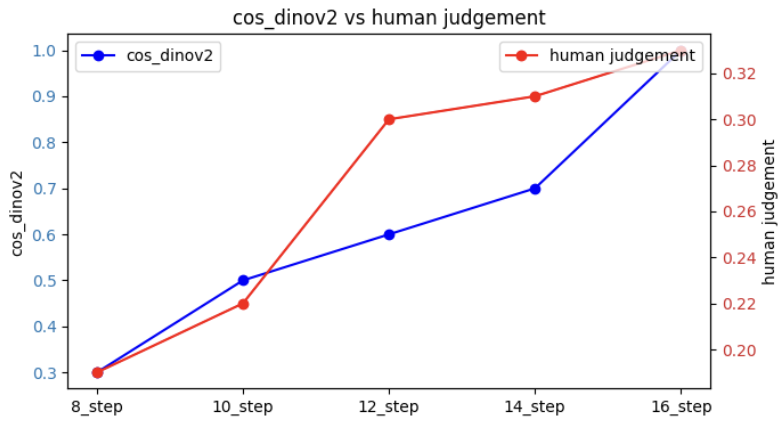 cos_dinov2 vs human judgement
cos_dinov2
human judgement
1.0
0.9
0.8
0.7
0.6
0.5
0.4
0.3
cos_dinov2
0.32
0.30
0.28
0.26
0.24
0.22
0.20
human judgement
8_step
10_step
12_step
14_step
16_step